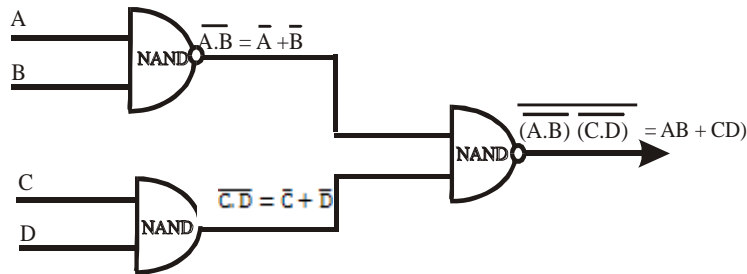 A
B
NAND
A̅.̅B̅ = A̅ + B̅
NAND
(̅A̅.̅B̅)̅ (̅C̅.̅D̅)̅ = AB + CD)
C
D
NAND
C̅.̅D̅ = C̅ + D̅